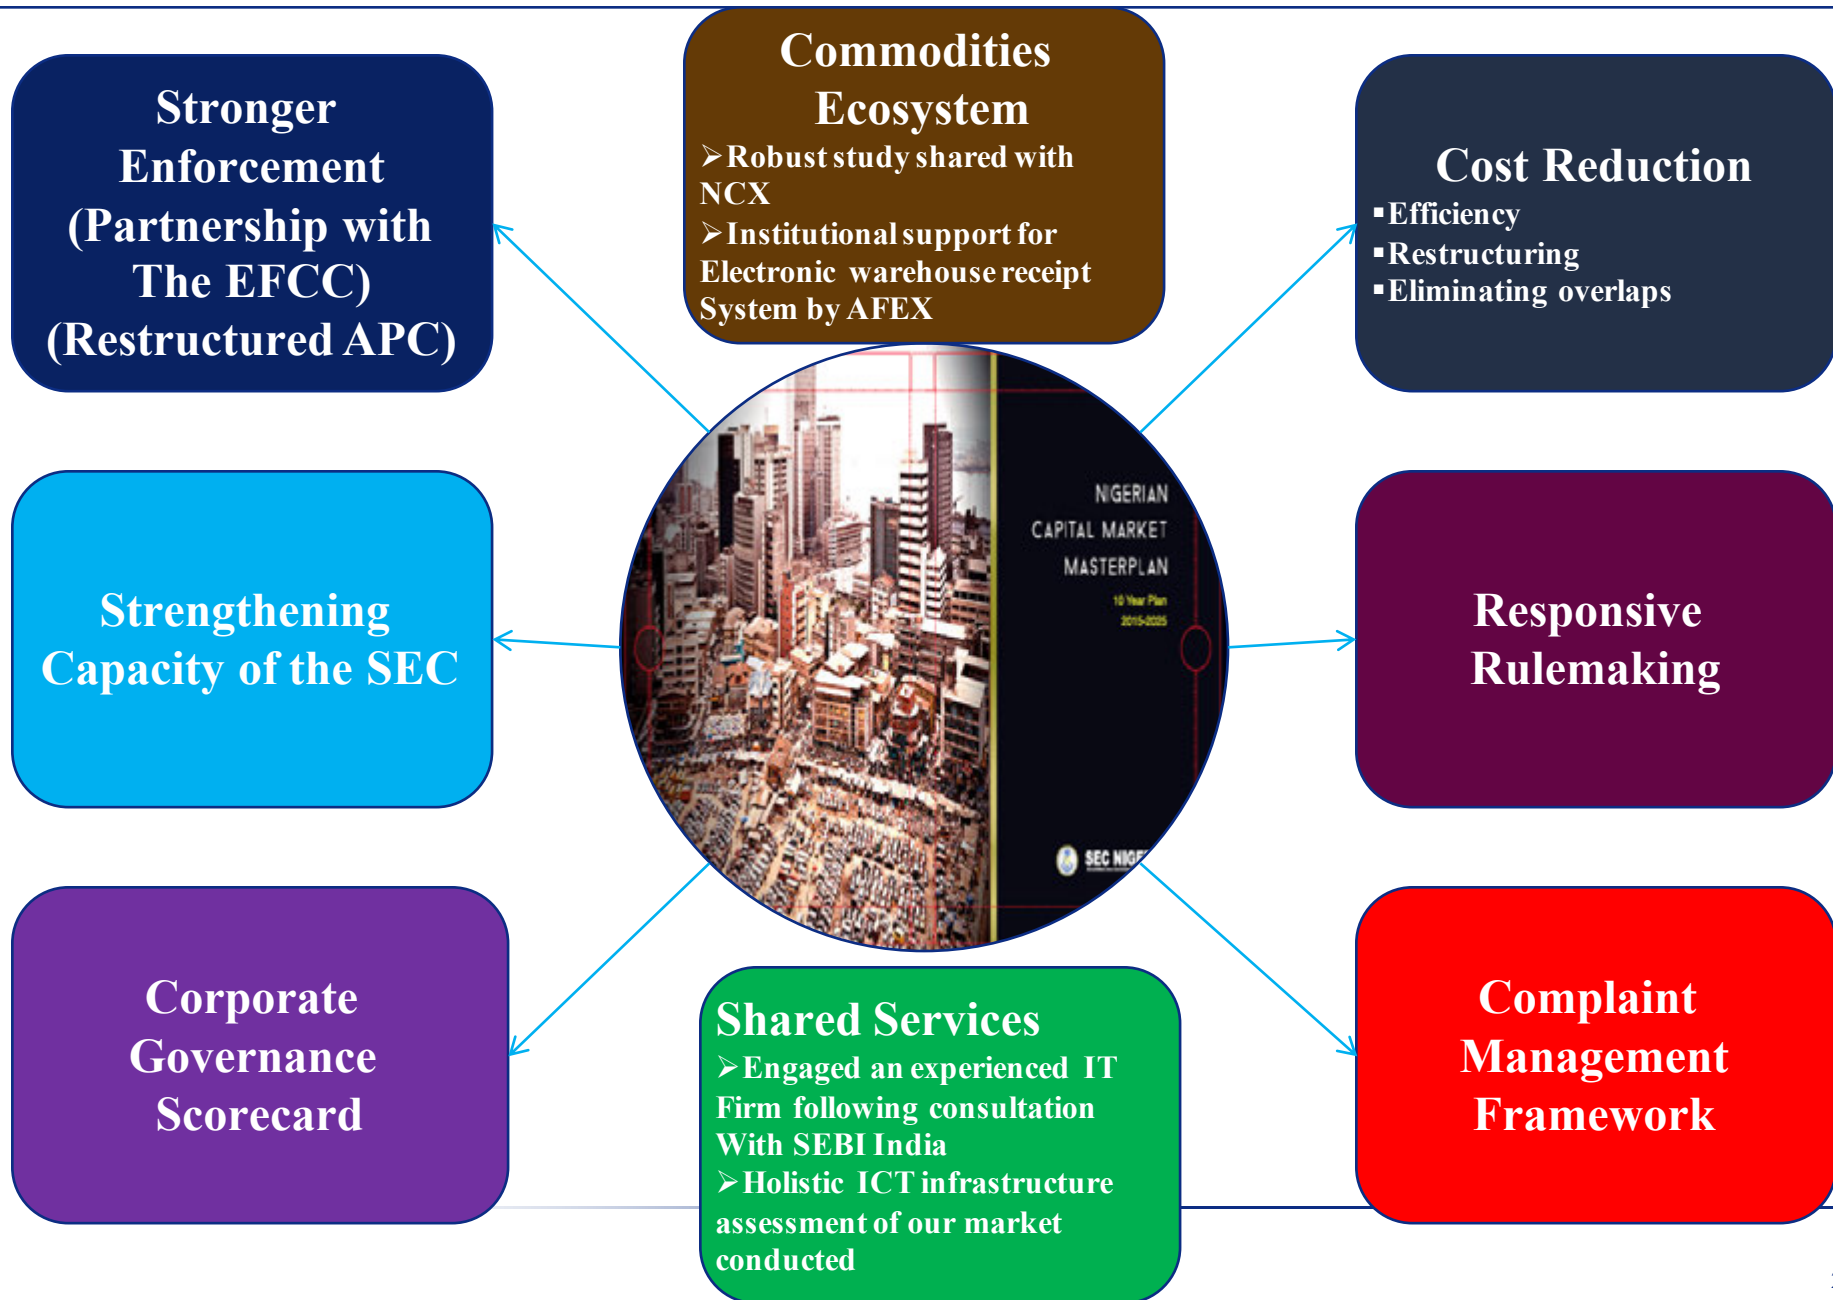 Stronger
Enforcement
(Partnership with
The EFCC)
(Restructured APC)
Commodities
Ecosystem
➢Robust study shared with
NCX
➢Institutional support for
Electronic warehouse receipt
System by AFEX
Cost Reduction
▪Efficiency
▪Restructuring
▪Eliminating overlaps
Strengthening
Capacity of the SEC
NIGERIAN
CAPITAL MARKET
MASTERPLAN
10 Year Plan
2015-2025
SEC
Responsive
Rulemaking
Corporate
Governance
Scorecard
Shared Services
➢Engaged an experienced IT
Firm following consultation
With SEBI India
➢Holistic ICT infrastructure
assessment of our market
conducted
Complaint
Management
Framework